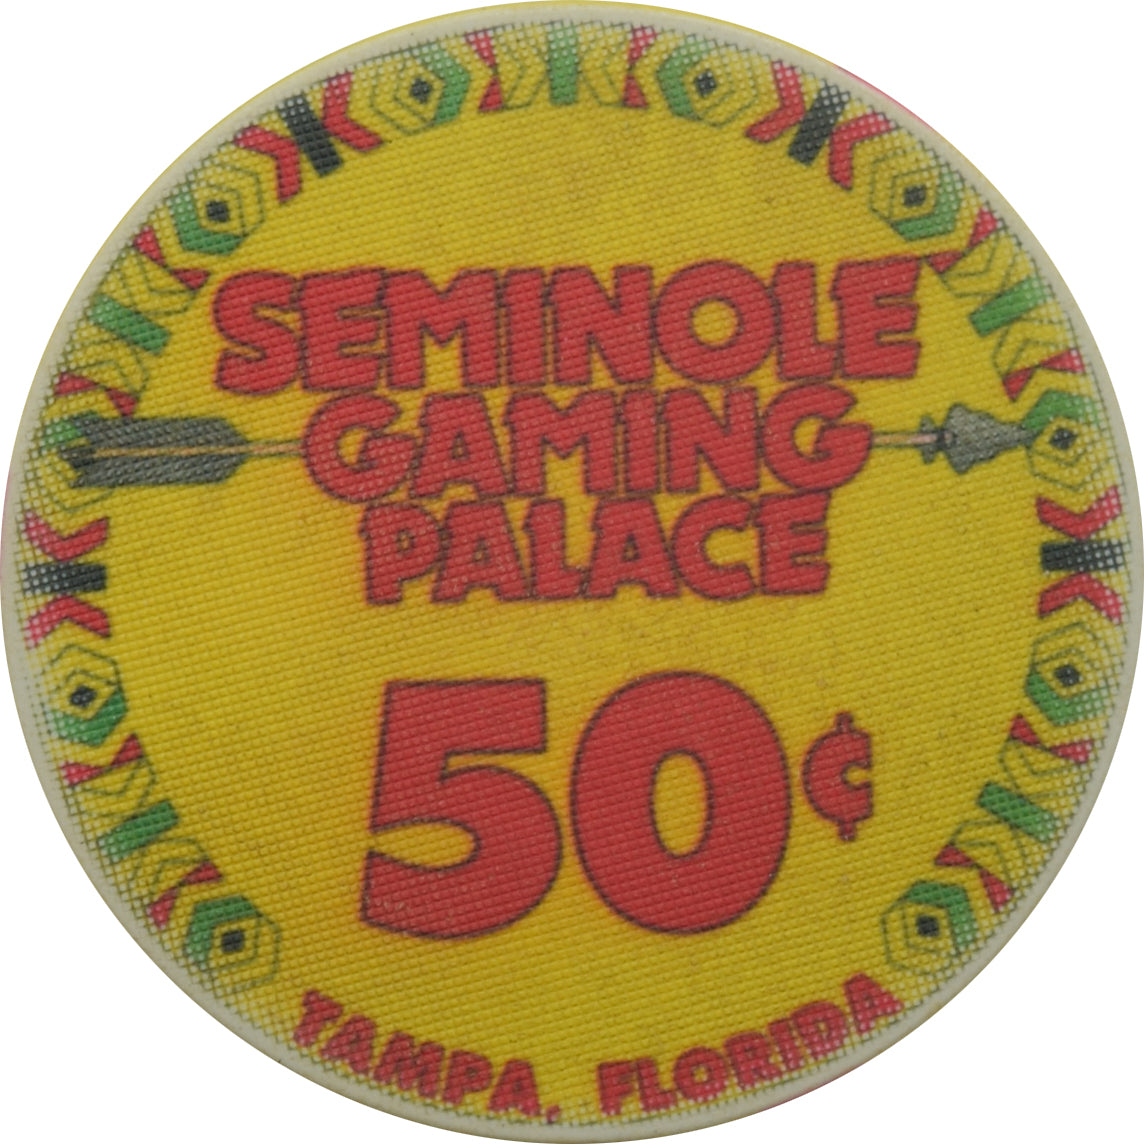 SEMINOLE
GAMING
PALACE
50¢
TAMPA, FLORIDA